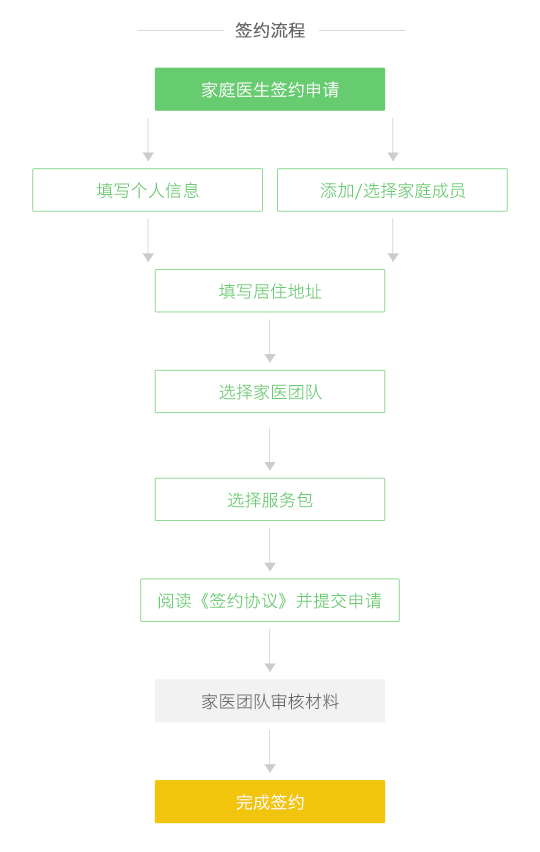 签约流程
家庭医生签约申请
填写个人信息
添加/选择家庭成员
填写居住地址
选择家医团队
选择服务包
阅读《签约协议》并提交申请
家医团队审核材料
完成签约